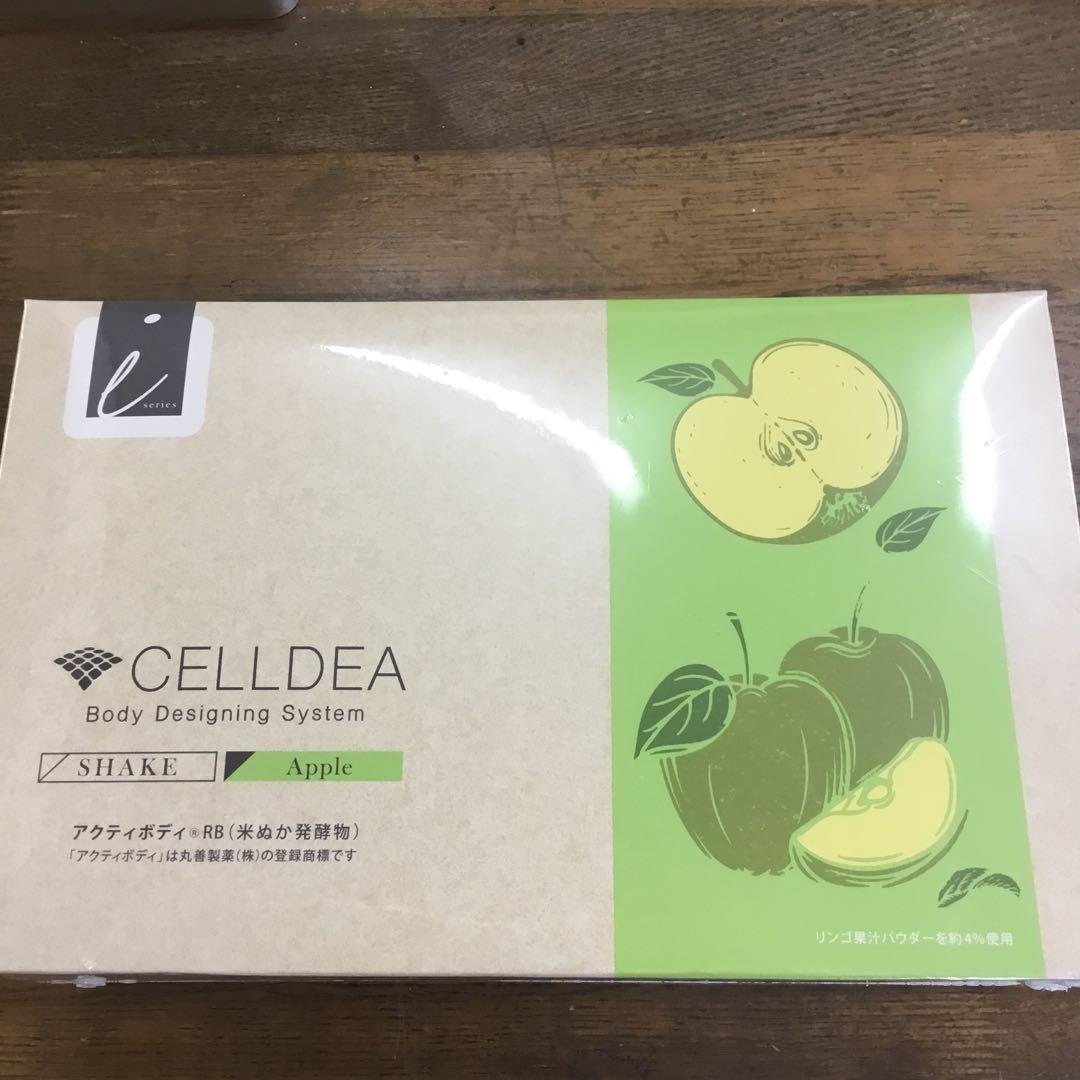 i
series
CELLDEA
Body Designing System
SHAKE
Apple
アクティボディ®RB(米ぬか発酵物)
「アクティボディ」は丸善製薬(株)の登録商標です
リンゴ果汁パウダーを約4%使用